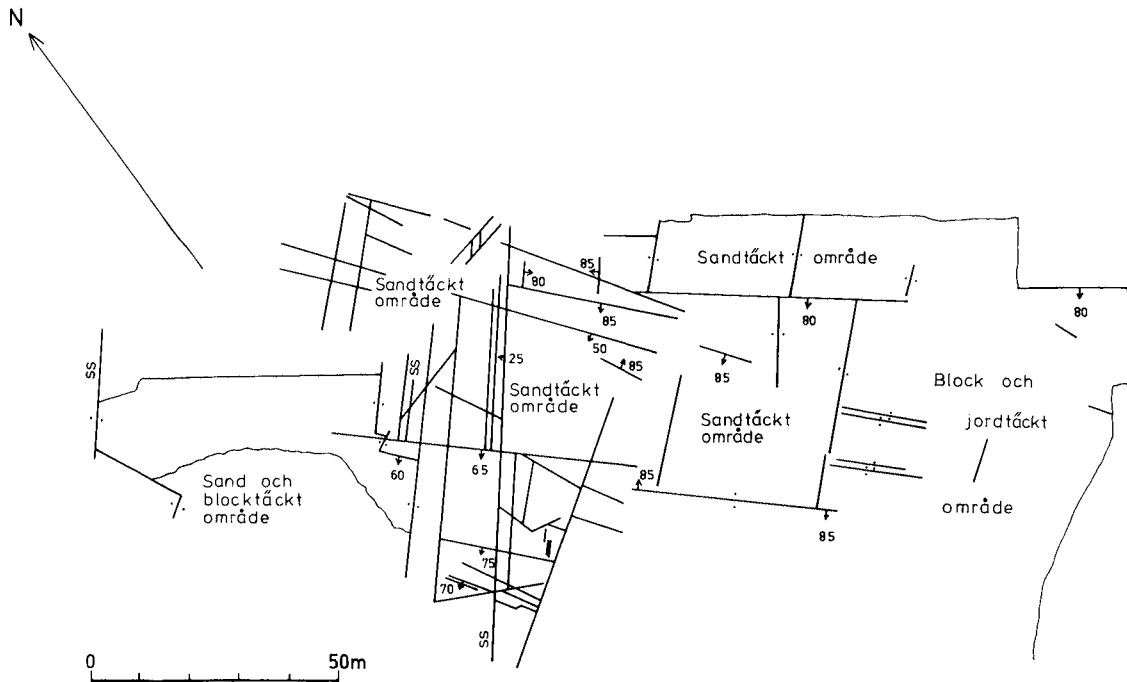 N
Sandtäckt område
85
80
Sandtäckt
område
85
80
80
50
SS
SS
25
85
85
Sandtäckt
område
Block och
Sandtäckt
område
jordtäckt
65
60
85
Sand och
blocktäckt
område
område
85
75
70
SS
0
50m